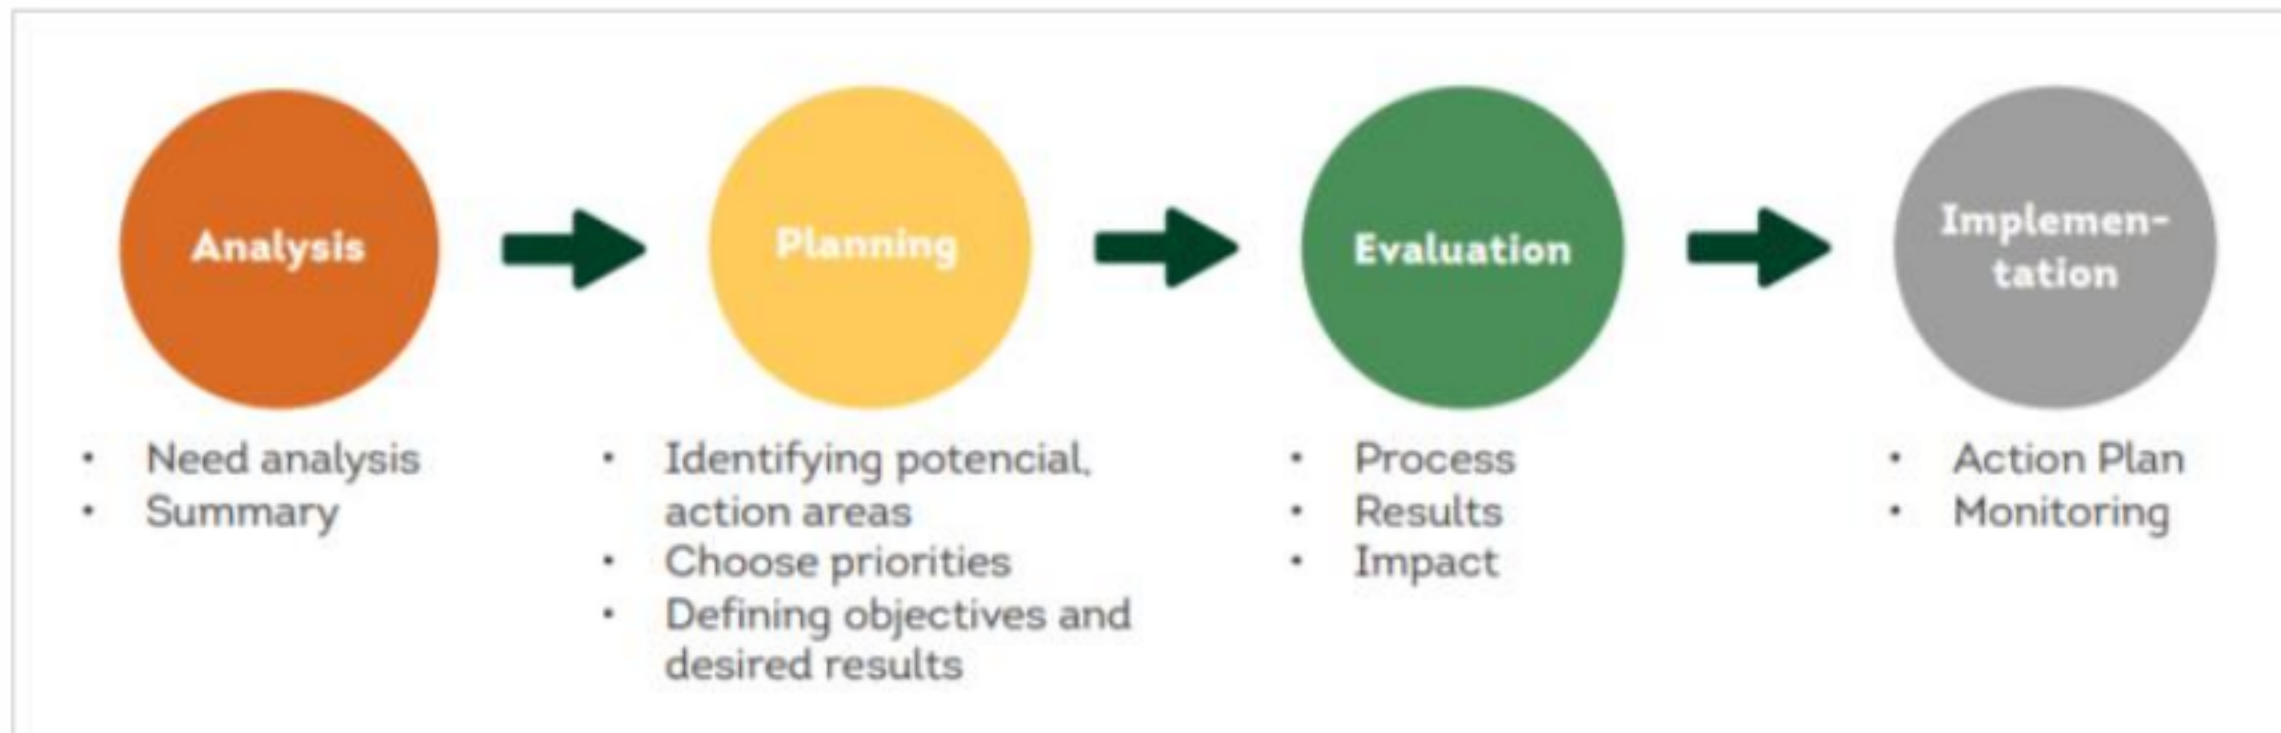 Analysis
Planning
Evaluation
Implemen-
tation
• Need analysis
• Summary
• Identifying potencial,
action areas
• Choose priorities
• Defining objectives and
desired results
• Process
• Results
• Impact
• Action Plan
• Monitoring